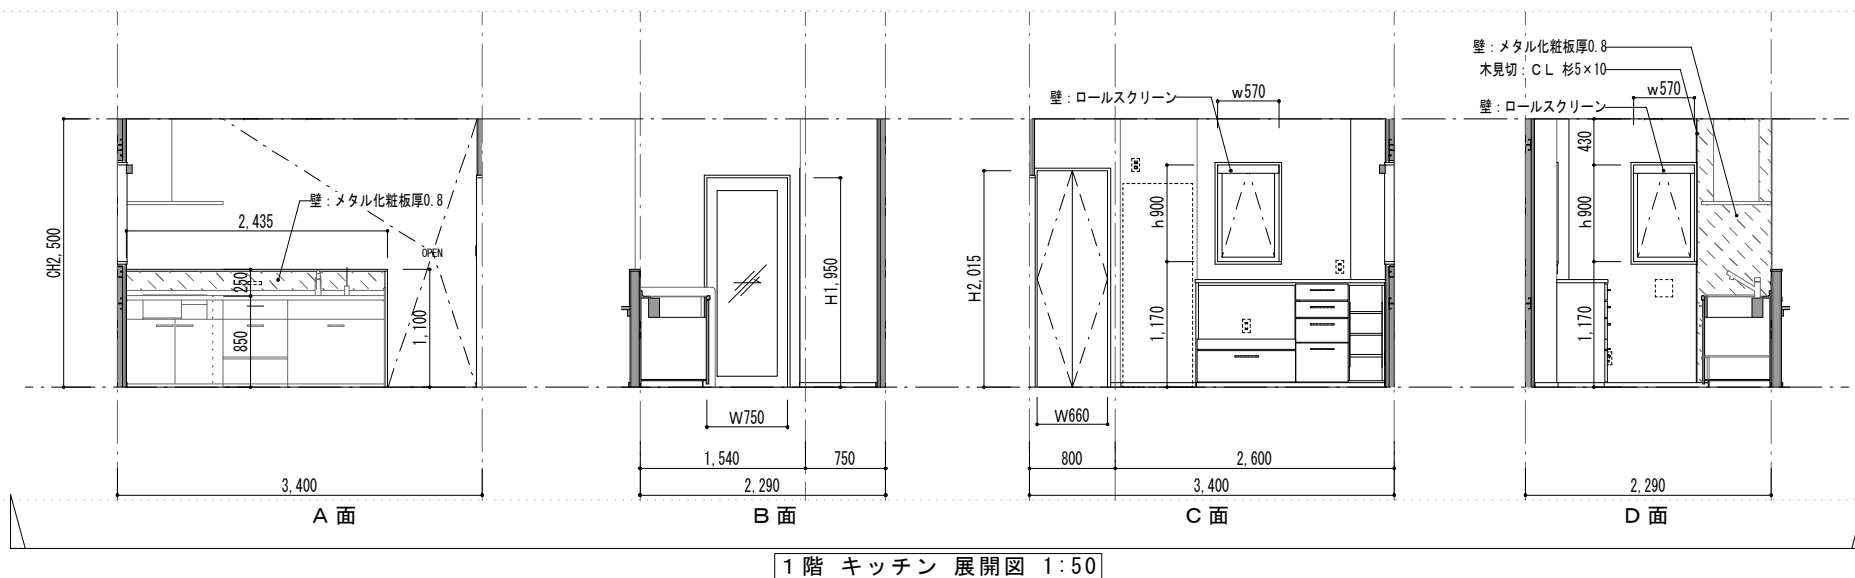 壁：メタル化粧板厚0.8
木見切：ＣＬ 杉5×10
壁：ロールスクリーン
w570
壁：ロールスクリーン
w570
430
CH2,500
壁：メタル化粧板厚0.8
2,435
OPEN
250
850
1,100
H1,950
H2,015
h900
1,170
h900
1,170
W750
W660
1,540
750
800
2,600
3,400
2,290
3,400
2,290
A 面
B 面
C 面
D 面
1階 キッチン 展開図 1:50